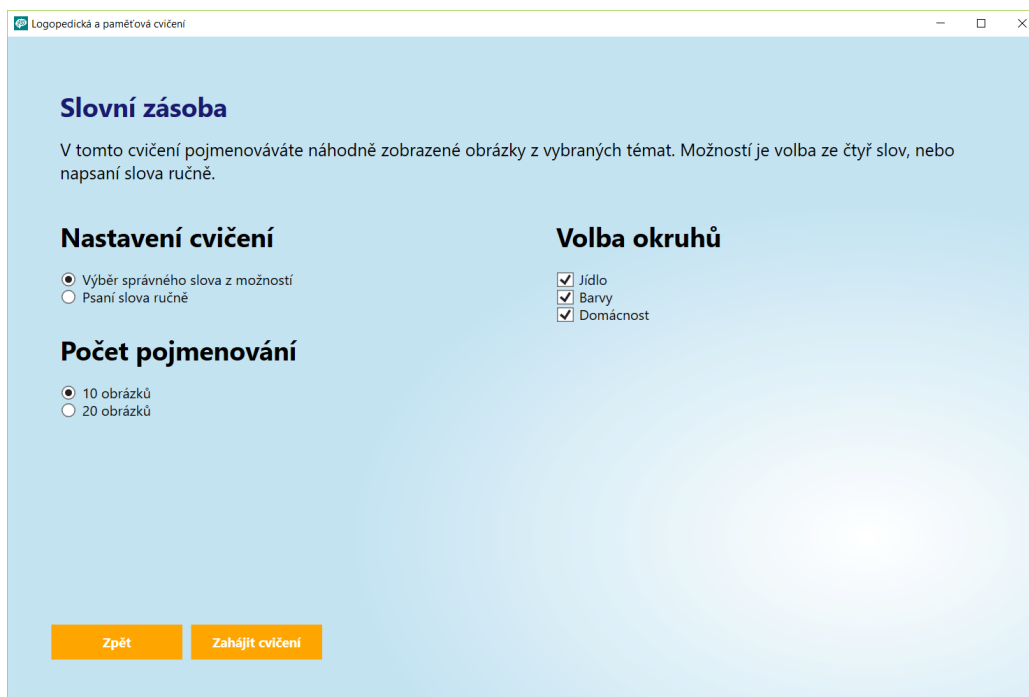 Logopedická a paměťová cvičení
Slovní zásoba
V tomto cvičení pojmenováváte náhodně zobrazené obrázky z vybraných témat. Možností je volba ze čtyř slov, nebo
napsaní slova ručně.
Nastavení cvičení
Výběr správného slova z možností
Psaní slova ručně
Počet pojmenování
10 obrázků
20 obrázků
Volba okruhů
Jídlo
Barvy
Domácnost
Zpět
Zahájit cvičení